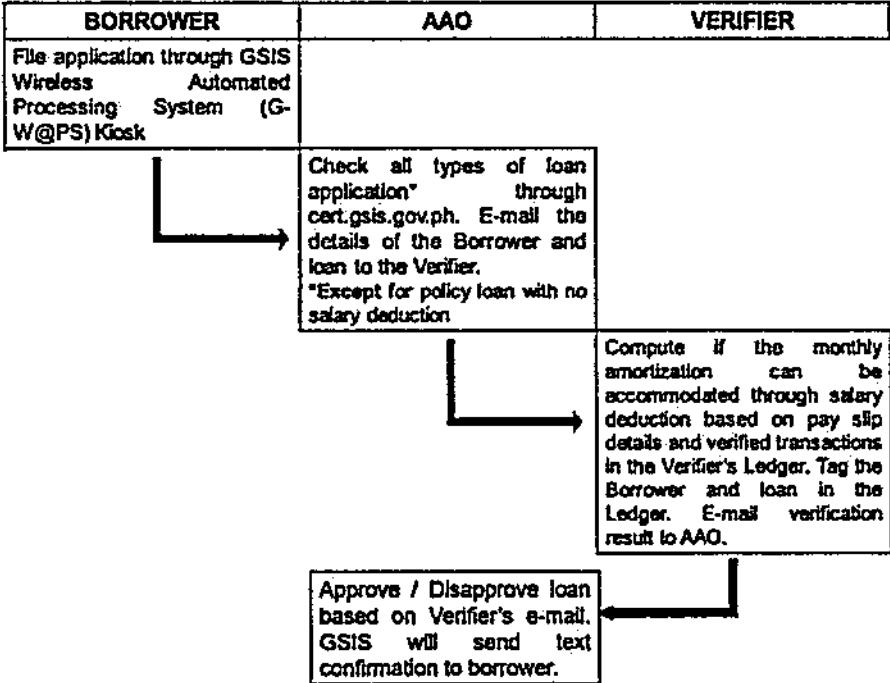 BORROWER
AAO
VERIFIER
File application through GSIS
Wireless Automated
Processing System (G-
W@PS) Kiosk
Check all types of loan
application* through
cert.gsis.gov.ph. E-mail the
details of the Borrower and
loan to the Verifier.
*Except for policy loan with no
salary deduction
Compute if the monthly
amortization can be
accommodated through salary
deduction based on pay slip
details and verified transactions
in the Verifier's Ledger. Tag the
Borrower and loan in the
Ledger. E-mail verification
result to AAO.
Approve / Disapprove loan
based on Verifier's e-mail.
GSIS will send text
confirmation to borrower.